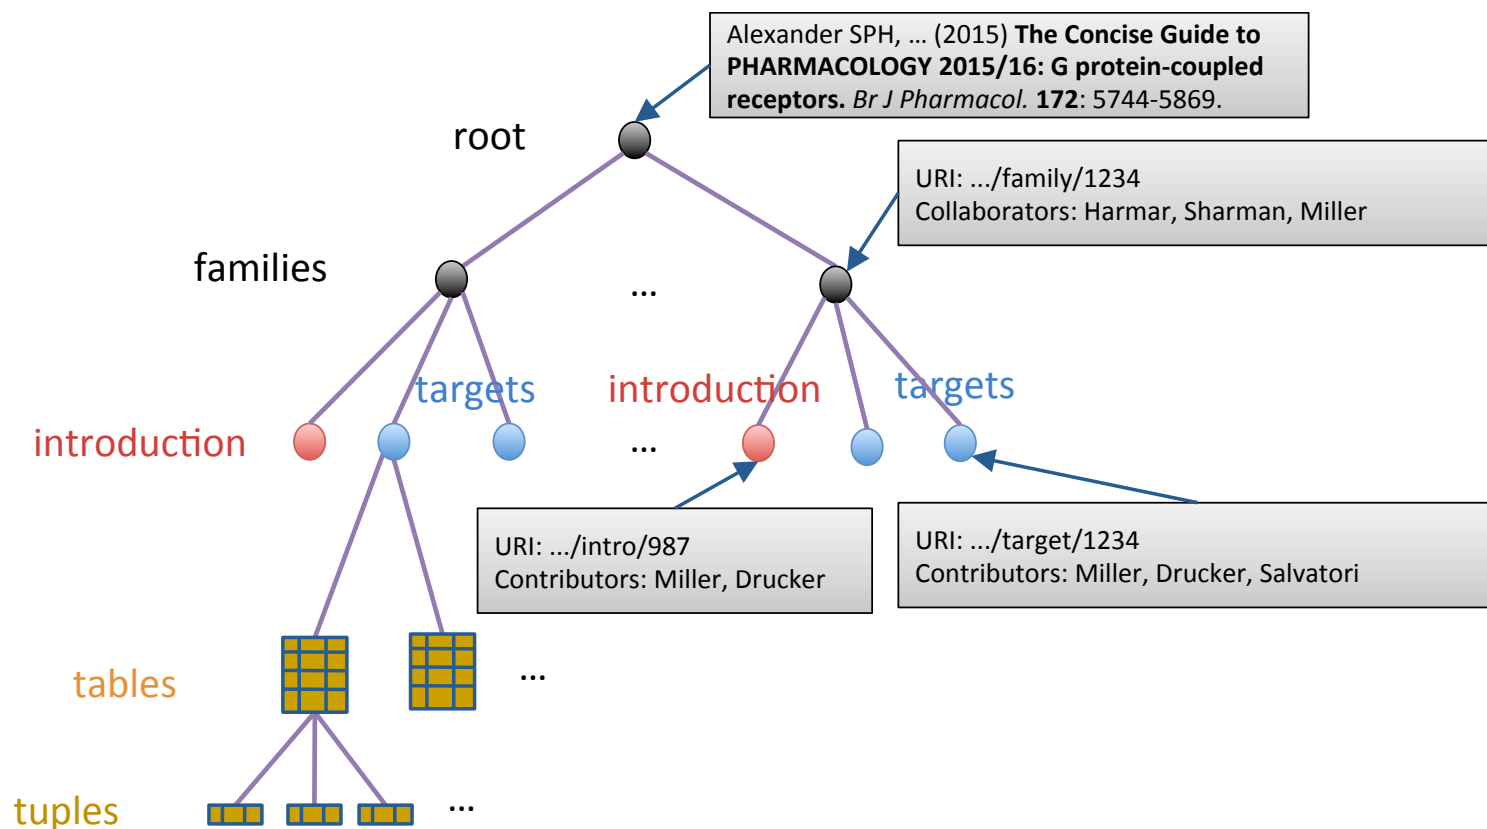 Alexander SPH, ... (2015) The Concise Guide to
PHARMACOLOGY 2015/16: G protein-coupled
receptors. Br J Pharmacol. 172: 5744-5869.
root
URI: .../family/1234
Collaborators: Harmar, Sharman, Miller
families
...
targets
introduction
targets
introduction
...
URI: .../intro/987
Contributors: Miller, Drucker
URI: .../target/1234
Contributors: Miller, Drucker, Salvatori
tables
...
tuples
...